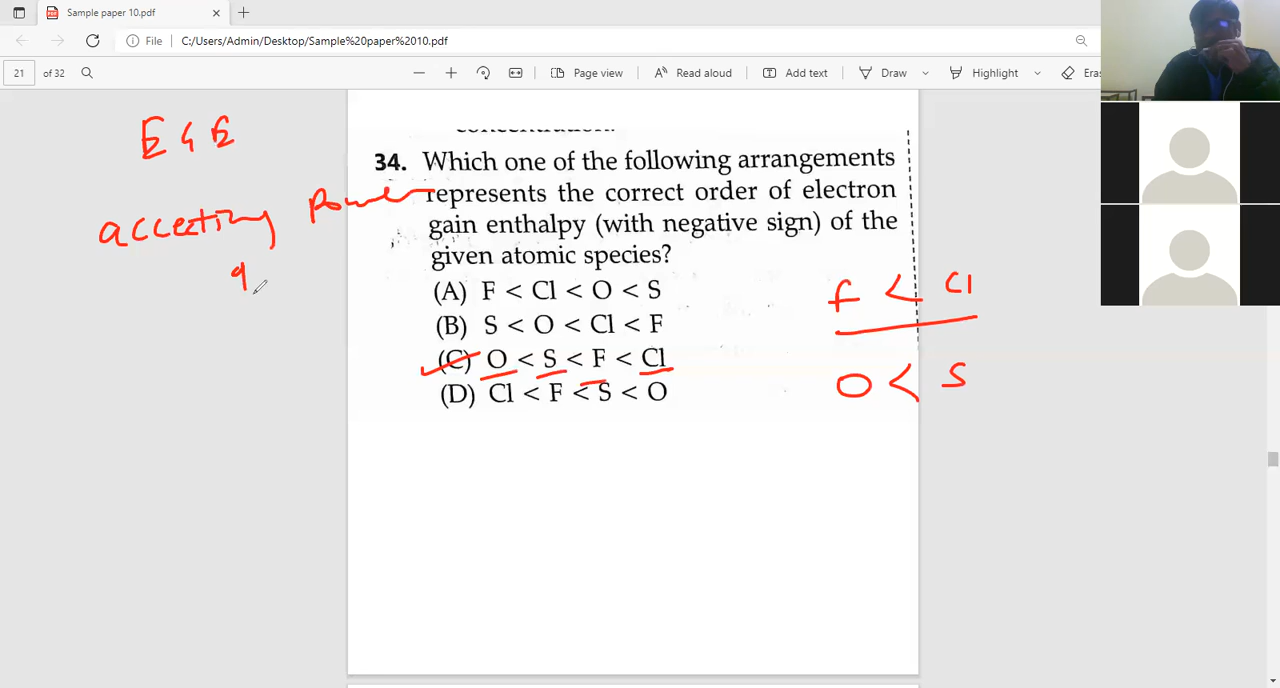 Sample paper 10.pdf
File
C:/Users/Admin/Desktop/Sample%20paper%2010.pdf
21 of 32
Page view
Read aloud
Add text
Draw
Highlight
Eras
concentration.
34. Which one of the following arrangements
represents the correct order of electron
gain enthalpy (with negative sign) of the
given atomic species?
(A) F < Cl < O < S
(B) S < O < Cl < F
(C) O < S < F < Cl
(D) Cl < F < S < O
accepting Power
f < Cl
O < S